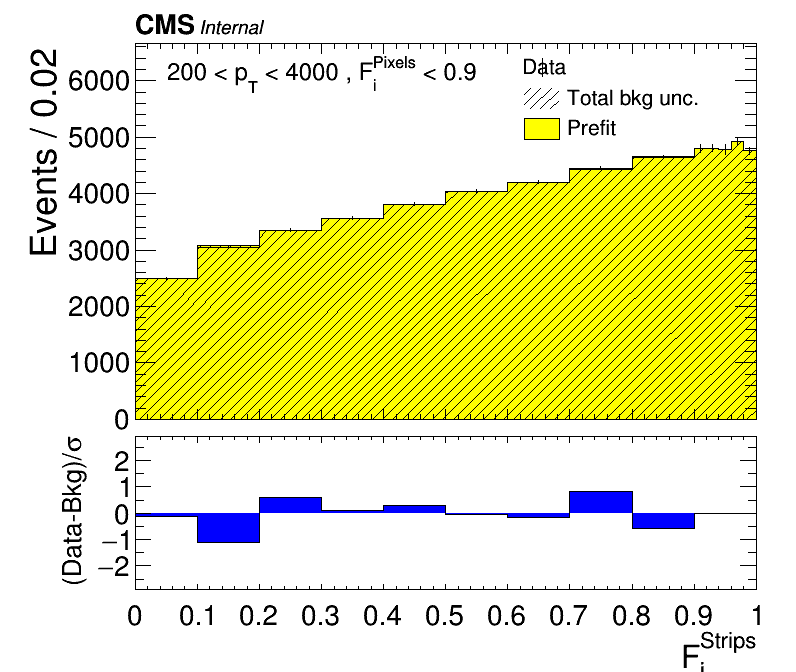 CMS Internal
Events / 0.02
6000
5000
4000
3000
2000
1000
0
200 < p_T < 4000 , F_i^Pixels < 0.9
Data
Total bkg unc.
Prefit
(Data-Bkg)/σ
2
1
0
−1
−2
0 0.1 0.2 0.3 0.4 0.5 0.6 0.7 0.8 0.9 1
F_i^Strips